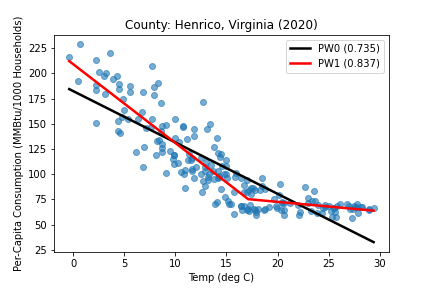 County: Henrico, Virginia (2020)
PW0 (0.735)
PW1 (0.837)
Per-Capita Consumption (MMBtu/1000 Households)
225
200
175
150
125
100
75
50
25
0 5 10 15 20 25 30
Temp (deg C)